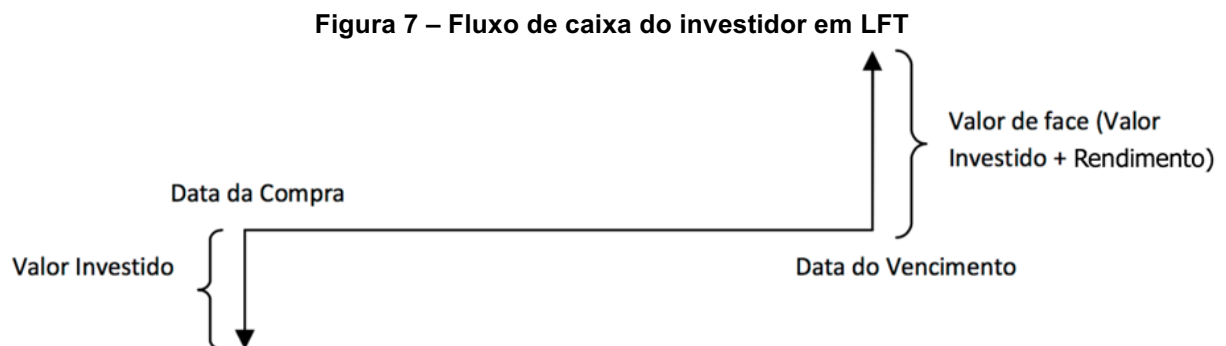 Figura 7 – Fluxo de caixa do investidor em LFT
Valor de face (Valor
Investido + Rendimento)
Data da Compra
Valor Investido
Data do Vencimento